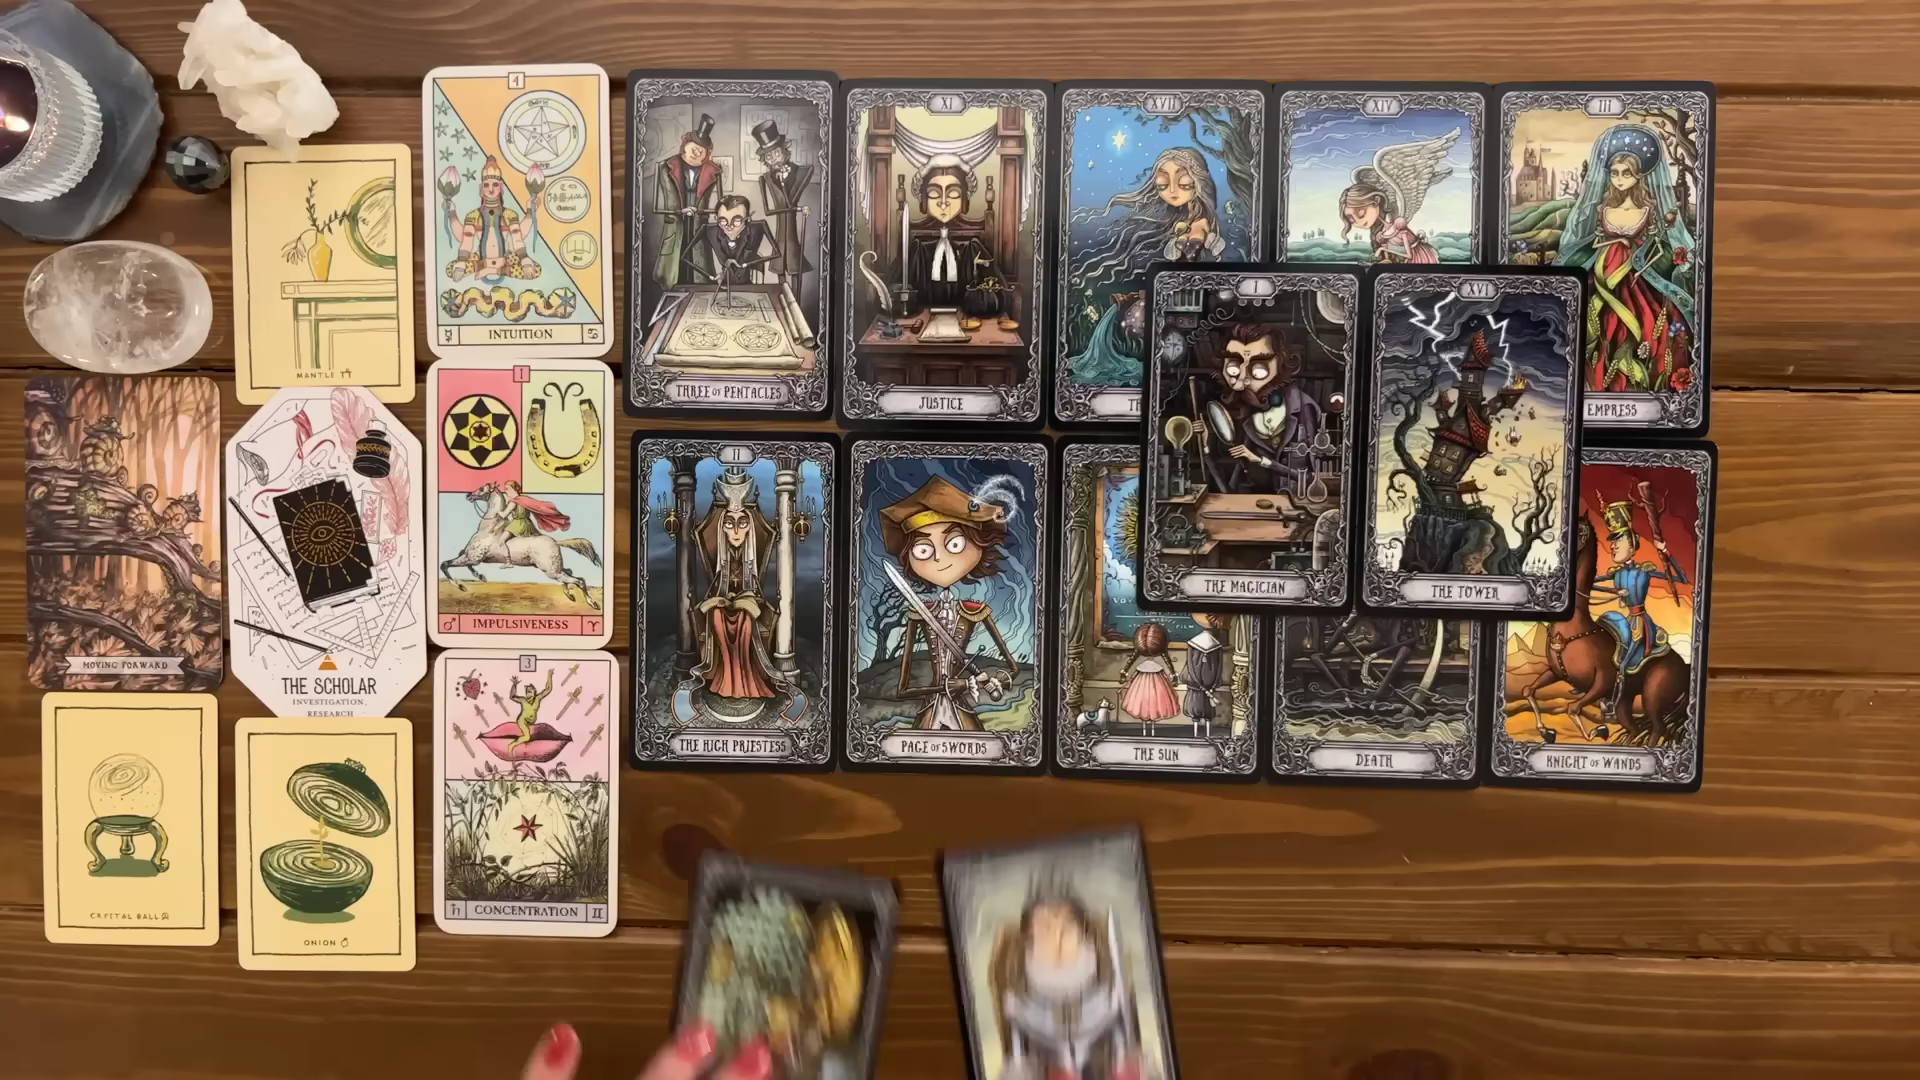 MANTLE
MOVING FORWARD
THE SCHOLAR
INVESTIGATION,
RESEARCH
CRYSTAL BALL
ONION
4
INTUITION
1
IMPULSIVENESS
3
CONCENTRATION
THREE OF PENTACLES
XI
JUSTICE
XVII
TH
XIV
III
EMPRESS
I
THE MAGICIAN
XVI
THE TOWER
II
THE HIGH PRIESTESS
PAGE OF SWORDS
THE SUN
DEATH
KNIGHT OF WANDS